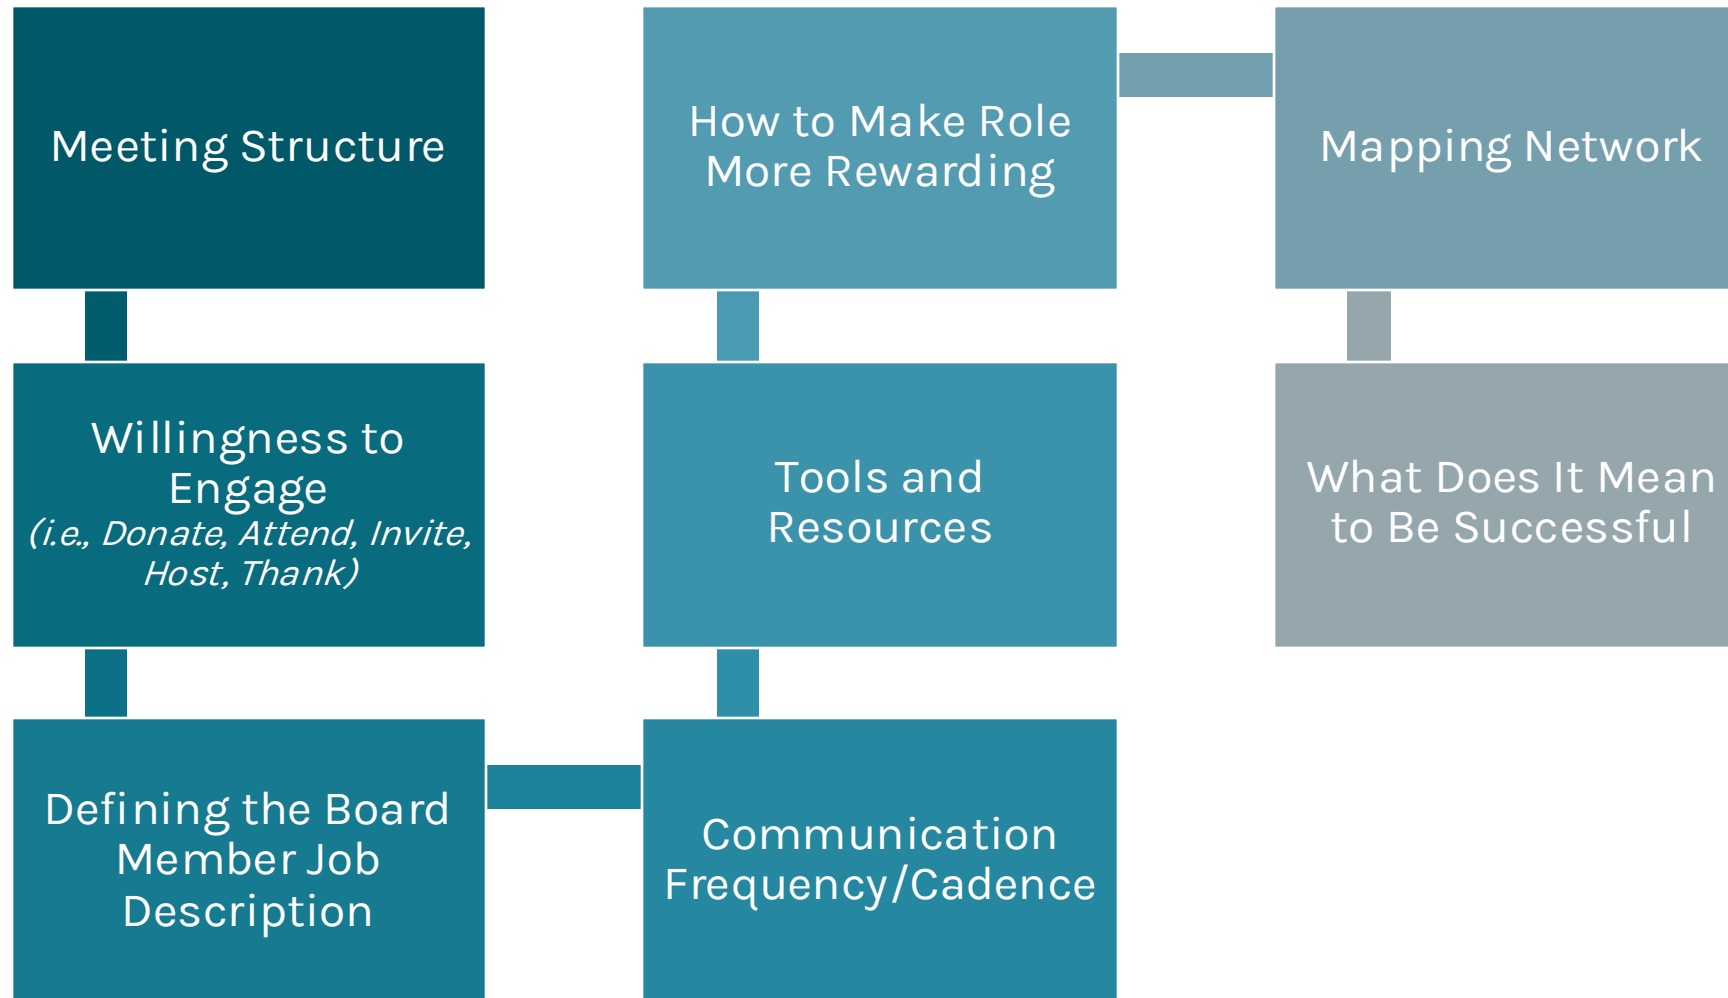 Meeting Structure
Willingness to
Engage
(i.e., Donate, Attend, Invite,
Host, Thank)
Defining the Board
Member Job
Description
Communication
Frequency/Cadence
Tools and
Resources
How to Make Role
More Rewarding
Mapping Network
What Does It Mean
to Be Successful